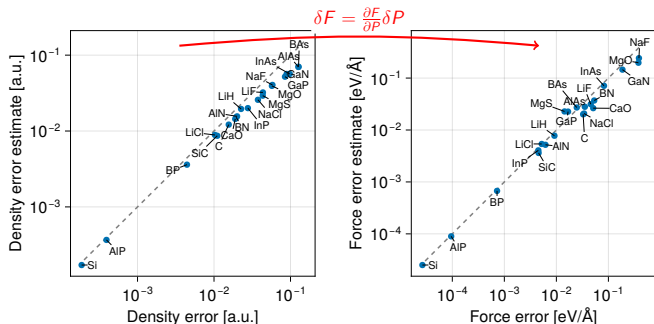 δF = ∂F/∂P δP
Density error estimate [a.u.]
10⁻¹
10⁻²
10⁻³
BAs
AlAs
InAs
GaN
NaF
GaP
LiF
MgO
LiH
MgS
AlN
NaCl
BN
InP
LiCl
CaO
C
SiC
BP
AlP
Si
10⁻³
10⁻²
10⁻¹
Density error [a.u.]
Force error estimate [eV/Å]
10⁻¹
10⁻²
10⁻³
10⁻⁴
NaF
MgO
InAs
GaN
BAs
LiF
AlAs
MgS
CaO
GaP
NaCl
LiH
C
LiCl
AlN
InP
SiC
BP
AlP
Si
BN
10⁻⁴
10⁻³
10⁻²
10⁻¹
Force error [eV/Å]